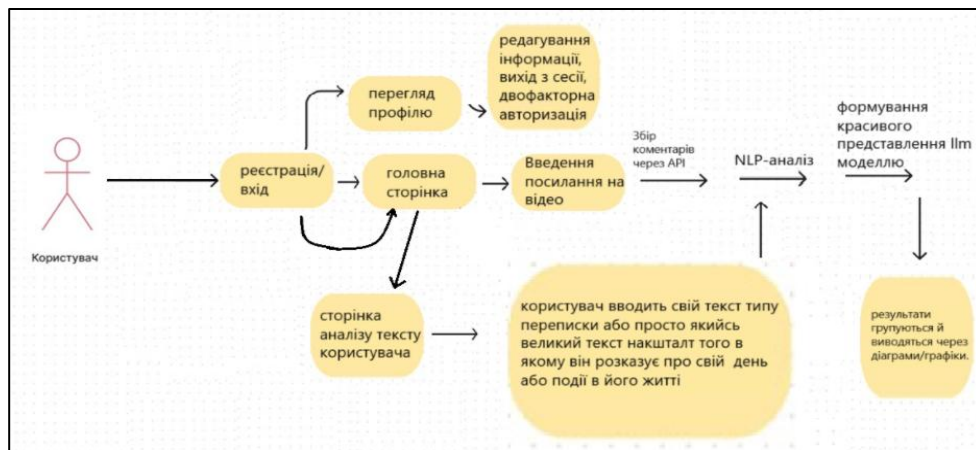 редагування
інформації,
вихід з сесії,
двофакторна
авторизація
перегляд
профілю
формування
красивого
представлення llm
моделлю
Збір
коментарів
через API
NLP-аналіз
реєстрація/
вхід
головна
сторінка
Введення
посилання на
відео
Користувач
сторінка
аналізу тексту
користувача
користувач вводить свій текст типу
переписки або просто якийсь
великий текст накшталт того в
якому він розказує про свій день
або події в його житті
результати
групуються й
виводяться через
діаграми/графіки.